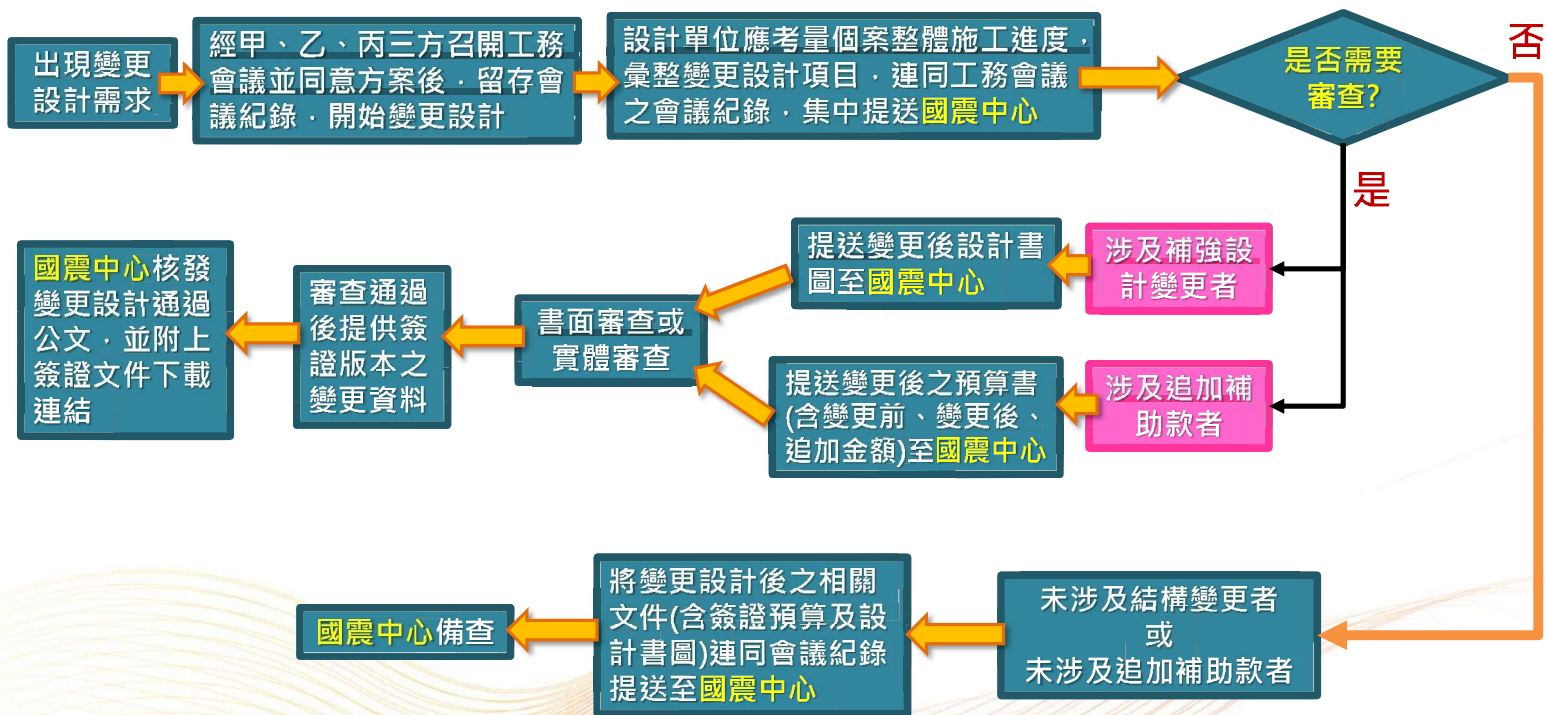 出現變更
設計需求
經甲、乙、丙三方召開工務
會議並同意方案後，留存會
議紀錄，開始變更設計
設計單位應考量個案整體施工進度，
彙整變更設計項目，連同工務會議
之會議紀錄，集中提送國震中心
是否需要
審查?
否
是
涉及補強設
計變更者
提送變更後設計書
圖至國震中心
涉及追加補
助款者
提送變更後之預算書
(含變更前、變更後、
追加金額)至國震中心
書面審查或
實體審查
審查通過
後提供簽
證版本之
變更資料
國震中心核發
變更設計通過
公文，並附上
簽證文件下載
連結
未涉及結構變更者
或
未涉及追加補助款者
將變更設計後之相關
文件(含簽證預算及設
計書圖)連同會議紀錄
提送至國震中心
國震中心備查